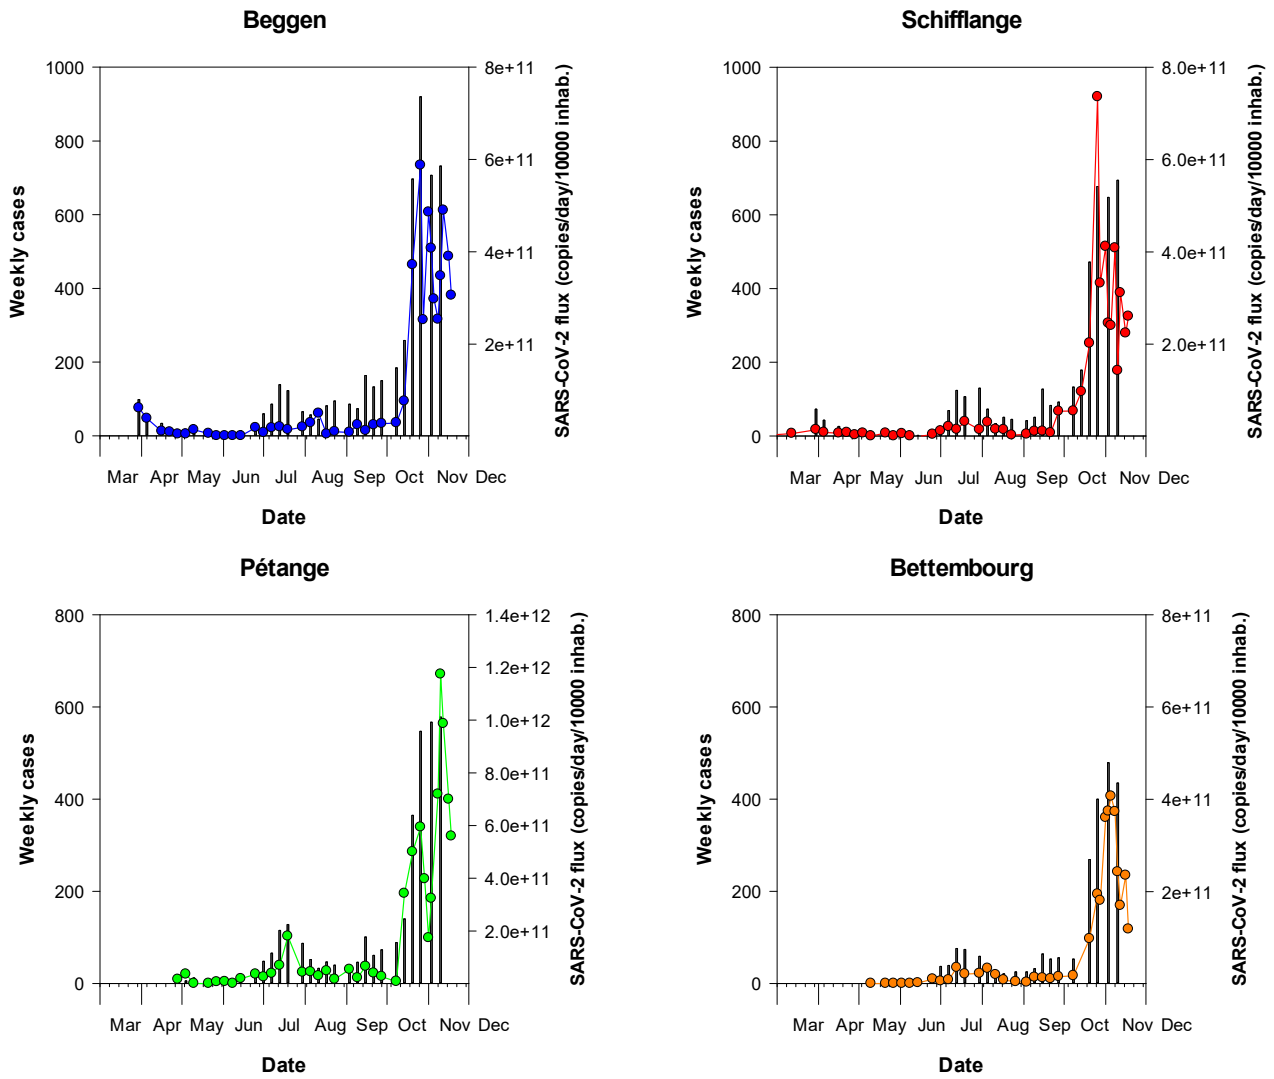 Beggen
1000
800
600
400
200
0
8e+11
6e+11
4e+11
2e+11
Weekly cases
SARS-CoV-2 flux (copies/day/10000 inhab.)
Mar Apr May Jun Jul Aug Sep Oct Nov Dec
Date
Schifflange
1000
800
600
400
200
0
8.0e+11
6.0e+11
4.0e+11
2.0e+11
Weekly cases
SARS-CoV-2 flux (copies/day/10000 inhab.)
Mar Apr May Jun Jul Aug Sep Oct Nov Dec
Date
Pétange
800
600
400
200
0
1.4e+12
1.2e+12
1.0e+12
8.0e+11
6.0e+11
4.0e+11
2.0e+11
Weekly cases
SARS-CoV-2 flux (copies/day/10000 inhab.)
Mar Apr May Jun Jul Aug Sep Oct Nov Dec
Date
Bettembourg
800
600
400
200
0
8e+11
6e+11
4e+11
2e+11
Weekly cases
SARS-CoV-2 flux (copies/day/10000 inhab.)
Mar Apr May Jun Jul Aug Sep Oct Nov Dec
Date